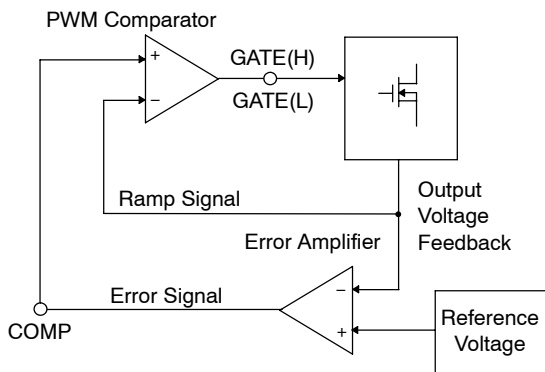 PWM Comparator
+
−
GATE(H)
GATE(L)
Ramp Signal
Output
Voltage
Feedback
Error Amplifier
Error Signal
−
+
COMP
Reference
Voltage